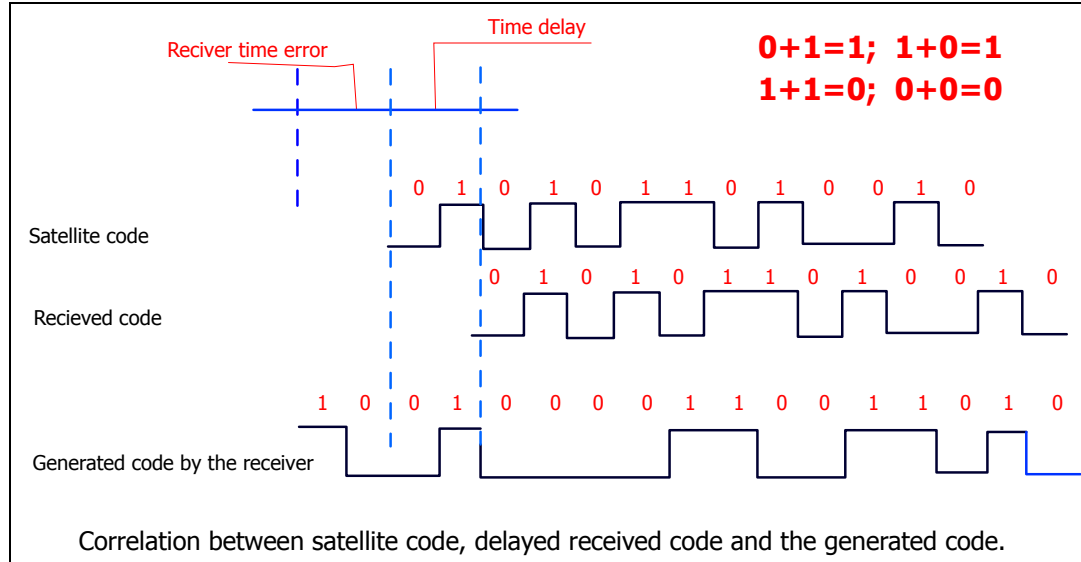 Time delay
Reciver time error
0+1=1; 1+0=1
1+1=0; 0+0=0
0 1 0 1 0 1 1 0 1 0 0 1 0
Satellite code
0 1 0 1 0 1 1 0 1 0 0 1 0
Recieved code
1 0 0 1 0 0 0 0 1 1 0 0 1 1 0 1 0
Generated code by the receiver
Correlation between satellite code, delayed received code and the generated code.